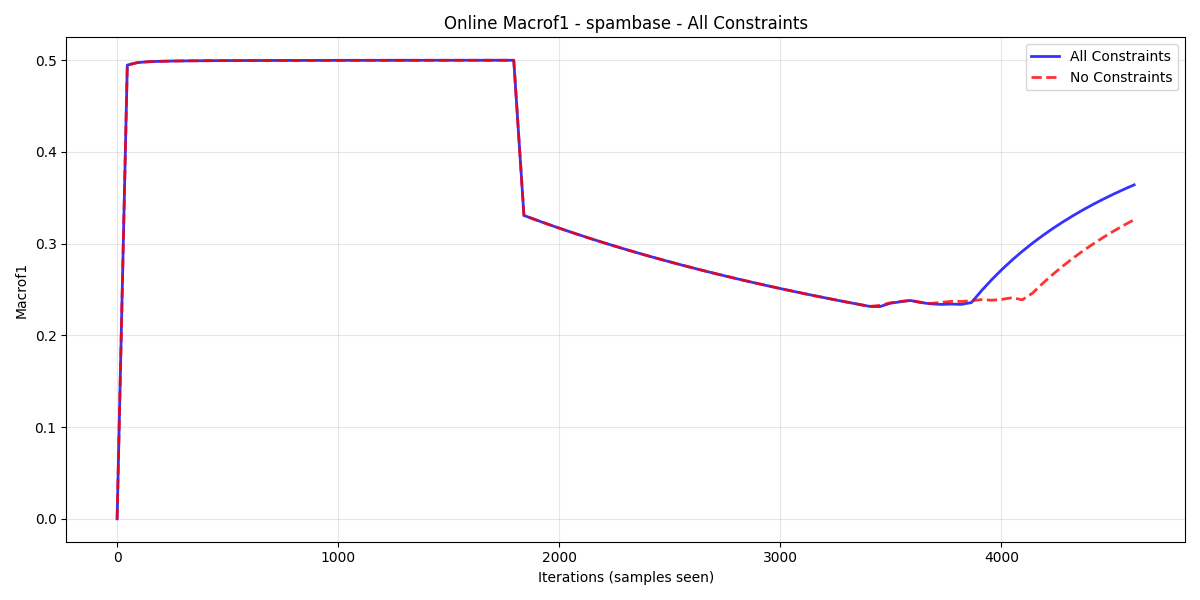 Online Macrof1 - spambase - All Constraints
All Constraints
No Constraints
Macrof1
0.5
0.4
0.3
0.2
0.1
0.0
0 1000 2000 3000 4000
Iterations (samples seen)